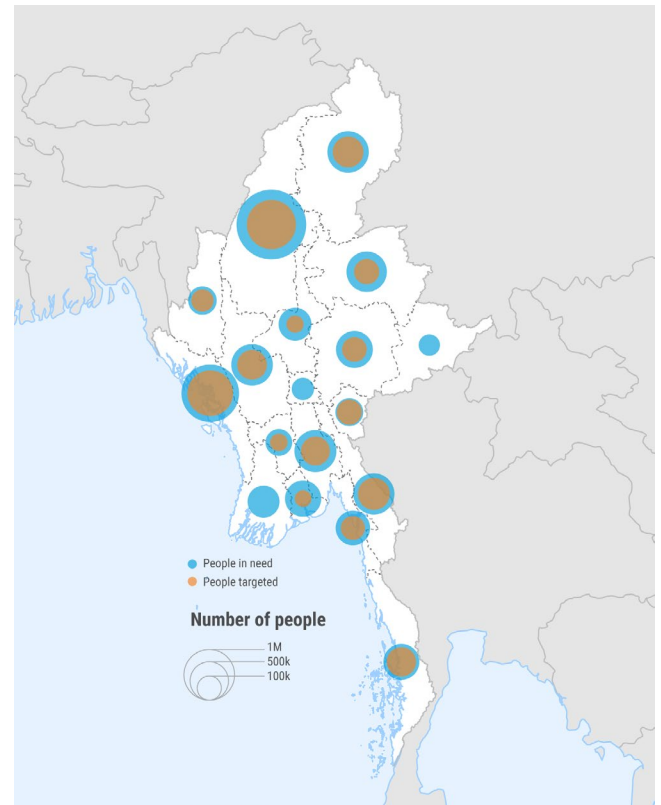 People in need
People targeted
Number of people
1M
500k
100k